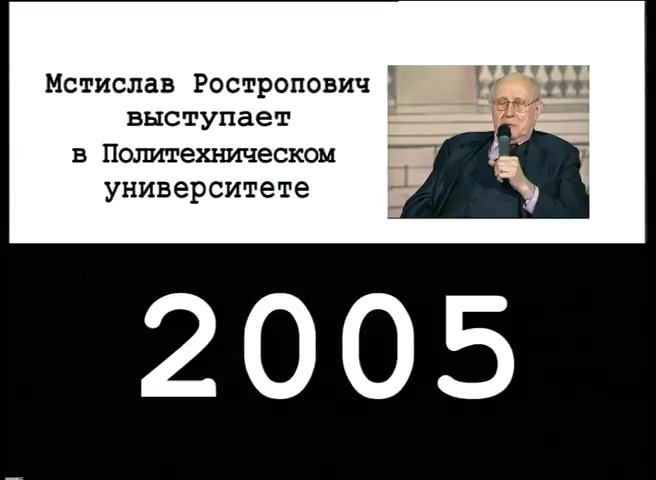 Мстислав Ростропович
выступает
в Политехническом
университете
2005